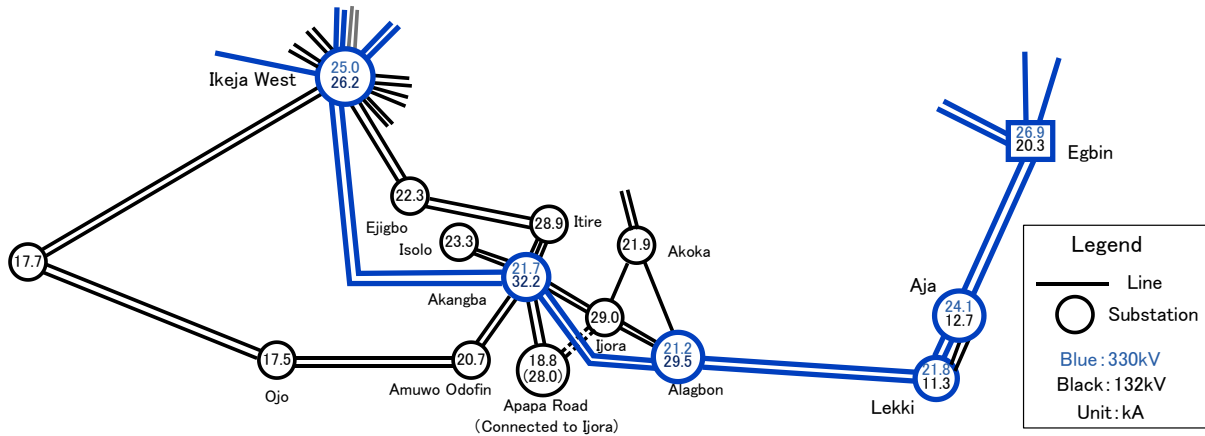 25.0
26.2
Ikeja West
26.9
20.3
Egbin
22.3
Ejigbo
28.9
Itire
Isolo
23.3
21.9
Akoka
17.7
21.7
32.2
Akangba
29.0
Ijora
Aja
24.1
12.7
17.5
Ojo
20.7
Amuwo Odofin
18.8
(28.0)
Apapa Road
(Connected to Ijora)
21.2
29.5
Alagbon
21.8
11.3
Lekki
Legend
Line
Substation
Blue:330kV
Black:132kV
Unit:kA